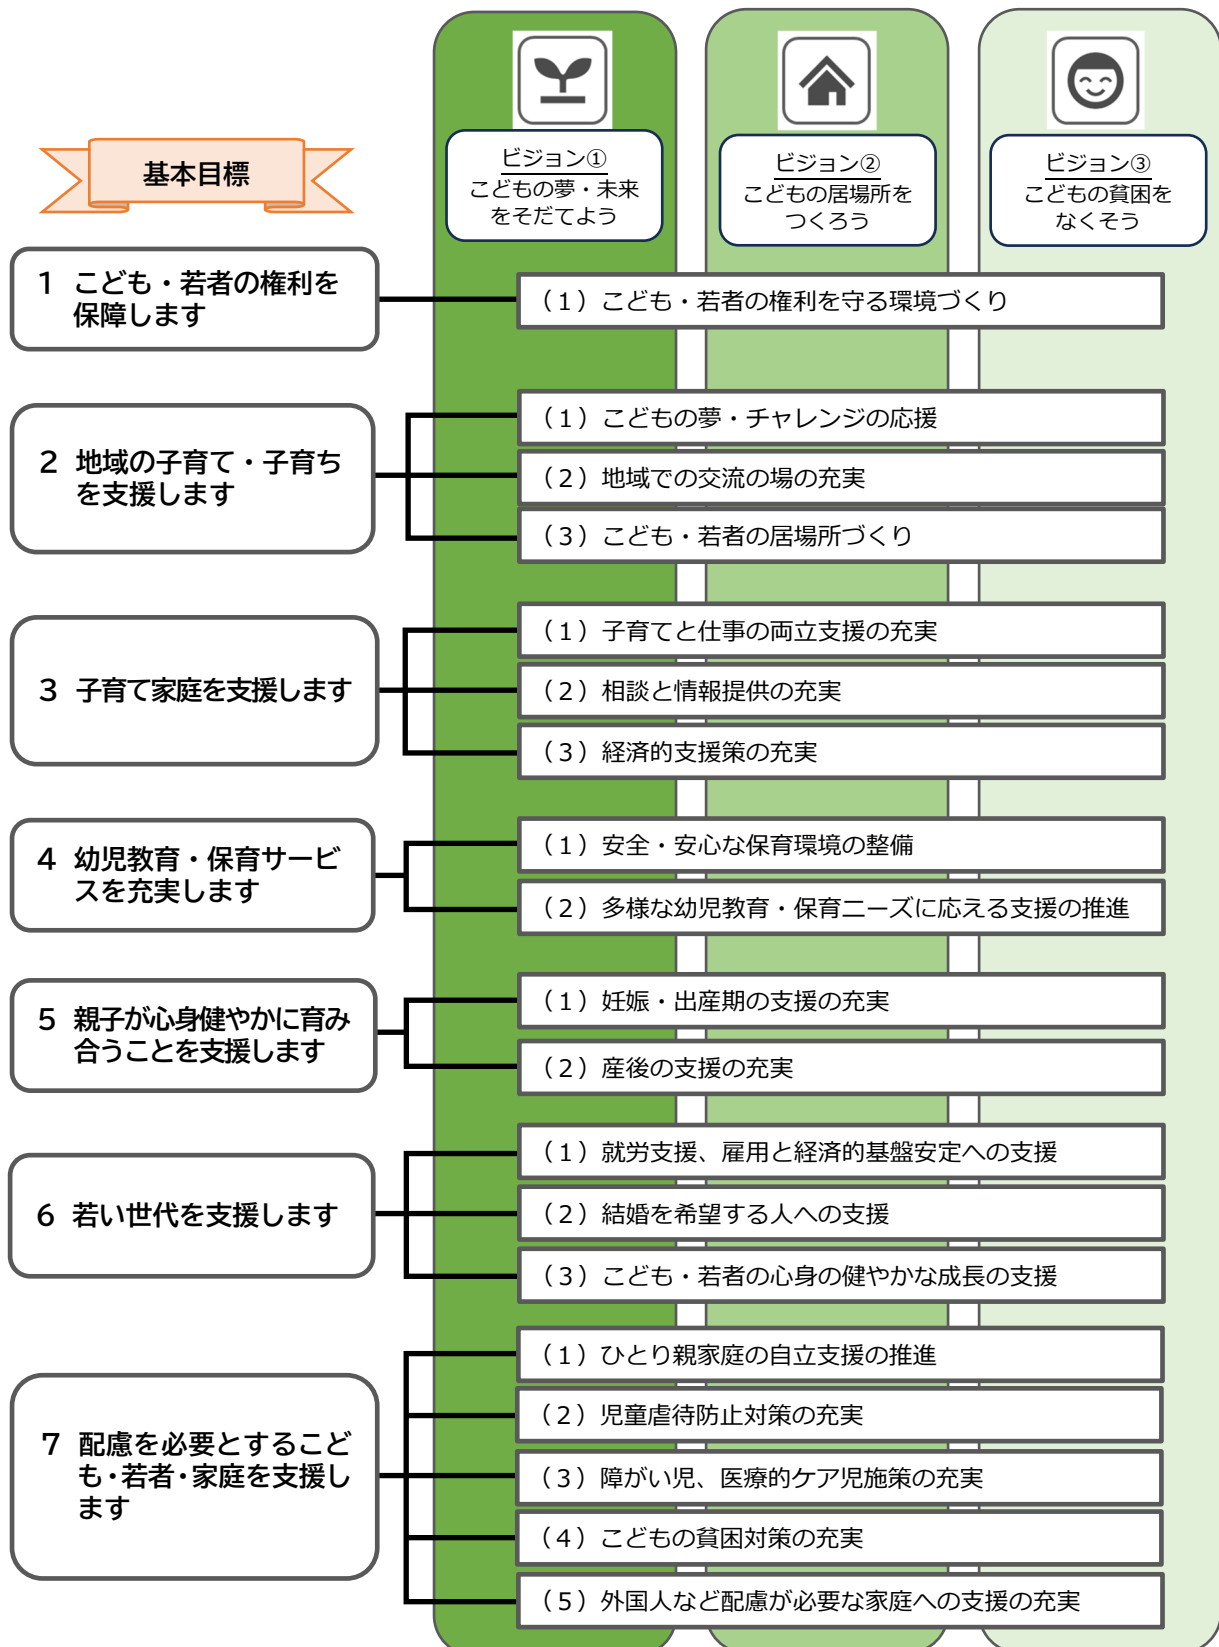 基本目標
ビジョン①
こどもの夢・未来
をそだてよう
ビジョン②
こどもの居場所を
つくろう
ビジョン③
こどもの貧困を
なくそう
1 こども・若者の権利を
保障します
(1)こども・若者の権利を守る環境づくり
2 地域の子育て・子育ち
を支援します
(1)こどもの夢・チャレンジの応援
(2)地域での交流の場の充実
(3)こども・若者の居場所づくり
3 子育て家庭を支援します
(1)子育てと仕事の両立支援の充実
(2)相談と情報提供の充実
(3)経済的支援策の充実
4 幼児教育・保育サービ
スを充実します
(1)安全・安心な保育環境の整備
(2)多様な幼児教育・保育ニーズに応える支援の推進
5 親子が心身健やかに育み
合うことを支援します
(1)妊娠・出産期の支援の充実
(2)産後の支援の充実
6 若い世代を支援します
(1)就労支援、雇用と経済的基盤安定への支援
(2)結婚を希望する人への支援
(3)こども・若者の心身の健やかな成長の支援
7 配慮を必要とするこど
も・若者・家庭を支援し
ます
(1)ひとり親家庭の自立支援の推進
(2)児童虐待防止対策の充実
(3)障がい児、医療的ケア児施策の充実
(4)こどもの貧困対策の充実
(5)外国人など配慮が必要な家庭への支援の充実